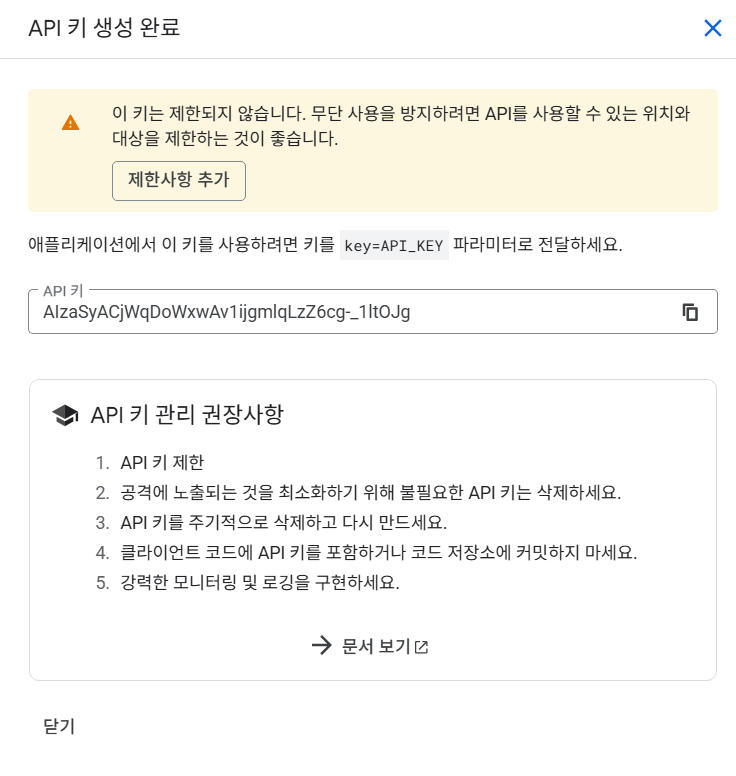 API 키 생성 완료
이 키는 제한되지 않습니다. 무단 사용을 방지하려면 API를 사용할 수 있는 위치와
대상을 제한하는 것이 좋습니다.
제한사항 추가
애플리케이션에서 이 키를 사용하려면 키를 key=API_KEY 파라미터로 전달하세요.
API 키
AIzaSyACjWqDoWxwAv1ijgmlqLzZ6cg-_1ltOJg
API 키 관리 권장사항
1. API 키 제한
2. 공격에 노출되는 것을 최소화하기 위해 불필요한 API 키는 삭제하세요.
3. API 키를 주기적으로 삭제하고 다시 만드세요.
4. 클라이언트 코드에 API 키를 포함하거나 코드 저장소에 커밋하지 마세요.
5. 강력한 모니터링 및 로깅을 구현하세요.
문서 보기
닫기